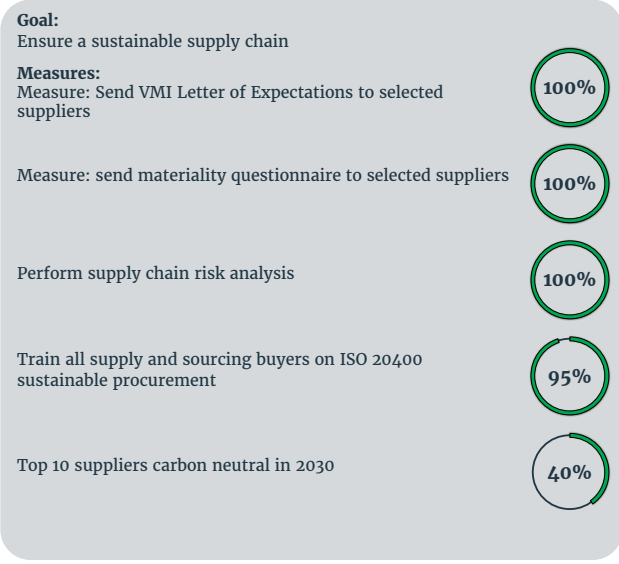 Goal:
Ensure a sustainable supply chain
Measures:
Measure: Send VMI Letter of Expectations to selected
suppliers
100%
Measure: send materiality questionnaire to selected suppliers
100%
Perform supply chain risk analysis
100%
Train all supply and sourcing buyers on ISO 20400
sustainable procurement
95%
Top 10 suppliers carbon neutral in 2030
40%